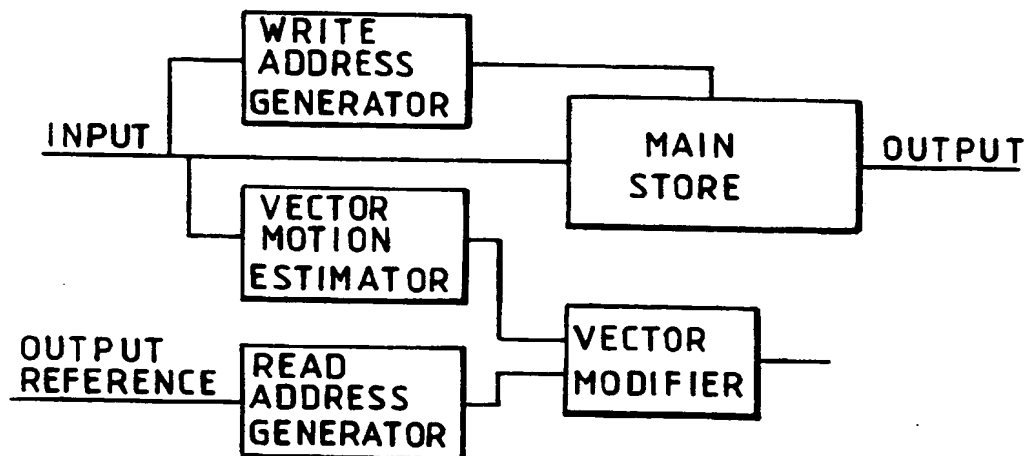 WRITE
ADDRESS
GENERATOR
INPUT
MAIN
STORE
OUTPUT
VECTOR
MOTION
ESTIMATOR
OUTPUT
REFERENCE
READ
ADDRESS
GENERATOR
VECTOR
MODIFIER